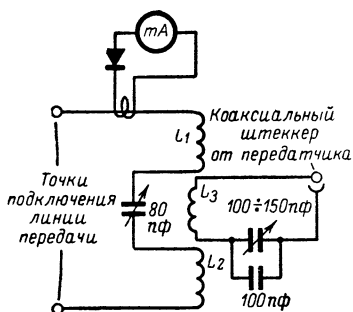 mA
L1
Коаксиальный
штеккер
от передатчика
Точки
подключения
линии
передачи
80
пф
L3
100÷150пф
L2
100пф